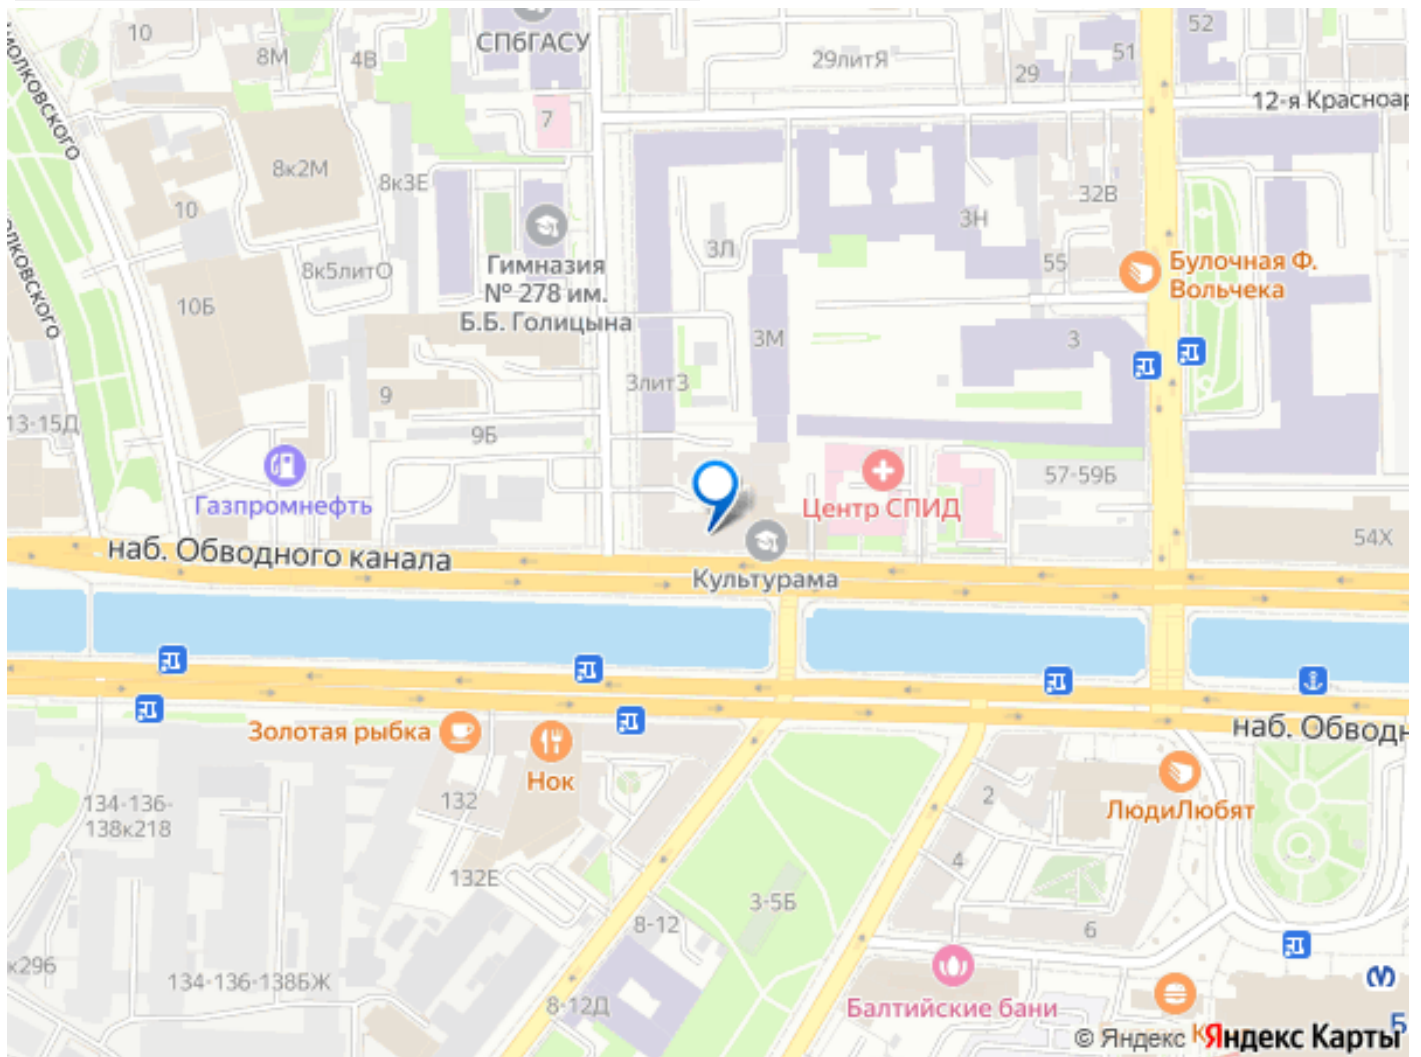 10
8М
4В
СПбГАСУ
29литЯ
29
51
52
12-я Красноар
7
8к2М
8к3Е
10
32В
3Н
3Л
Гимназия
№ 278 им.
Б.Б. Голицына
8к5литО
55
Булочная Ф.
Вольчека
10Б
3М
3
3литЗ
9
13-15Д
9Б
57-59Б
Газпромнефть
Центр СПИД
54Х
наб. Обводного канала
Культурама
Золотая рыбка
наб. Обводн
Нок
132
134-136-
138к218
2
ЛюдиЛюбят
4
132Е
3-5Б
8-12
6
к296
134-136-138БЖ
8-12Д
Балтийские бани
© Яндекс
Яндекс Карты